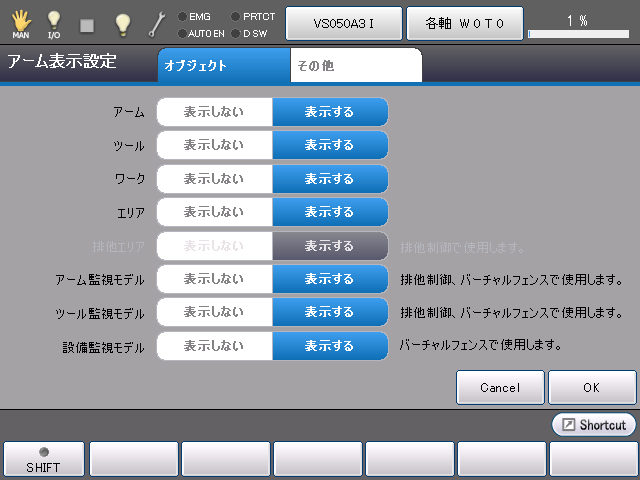 MAN I/O EMG PRTCT AUTO EN D SW VS050A3 I 各軸 W0T0 1 %
アーム表示設定 オブジェクト その他
アーム 表示しない 表示する
ツール 表示しない 表示する
ワーク 表示しない 表示する
エリア 表示しない 表示する
排他エリア 表示しない 表示する 排他制御で使用します。
アーム監視モデル 表示しない 表示する 排他制御、バーチャルフェンスで使用します。
ツール監視モデル 表示しない 表示する 排他制御、バーチャルフェンスで使用します。
設備監視モデル 表示しない 表示する バーチャルフェンスで使用します。
Cancel OK
Shortcut
SHIFT